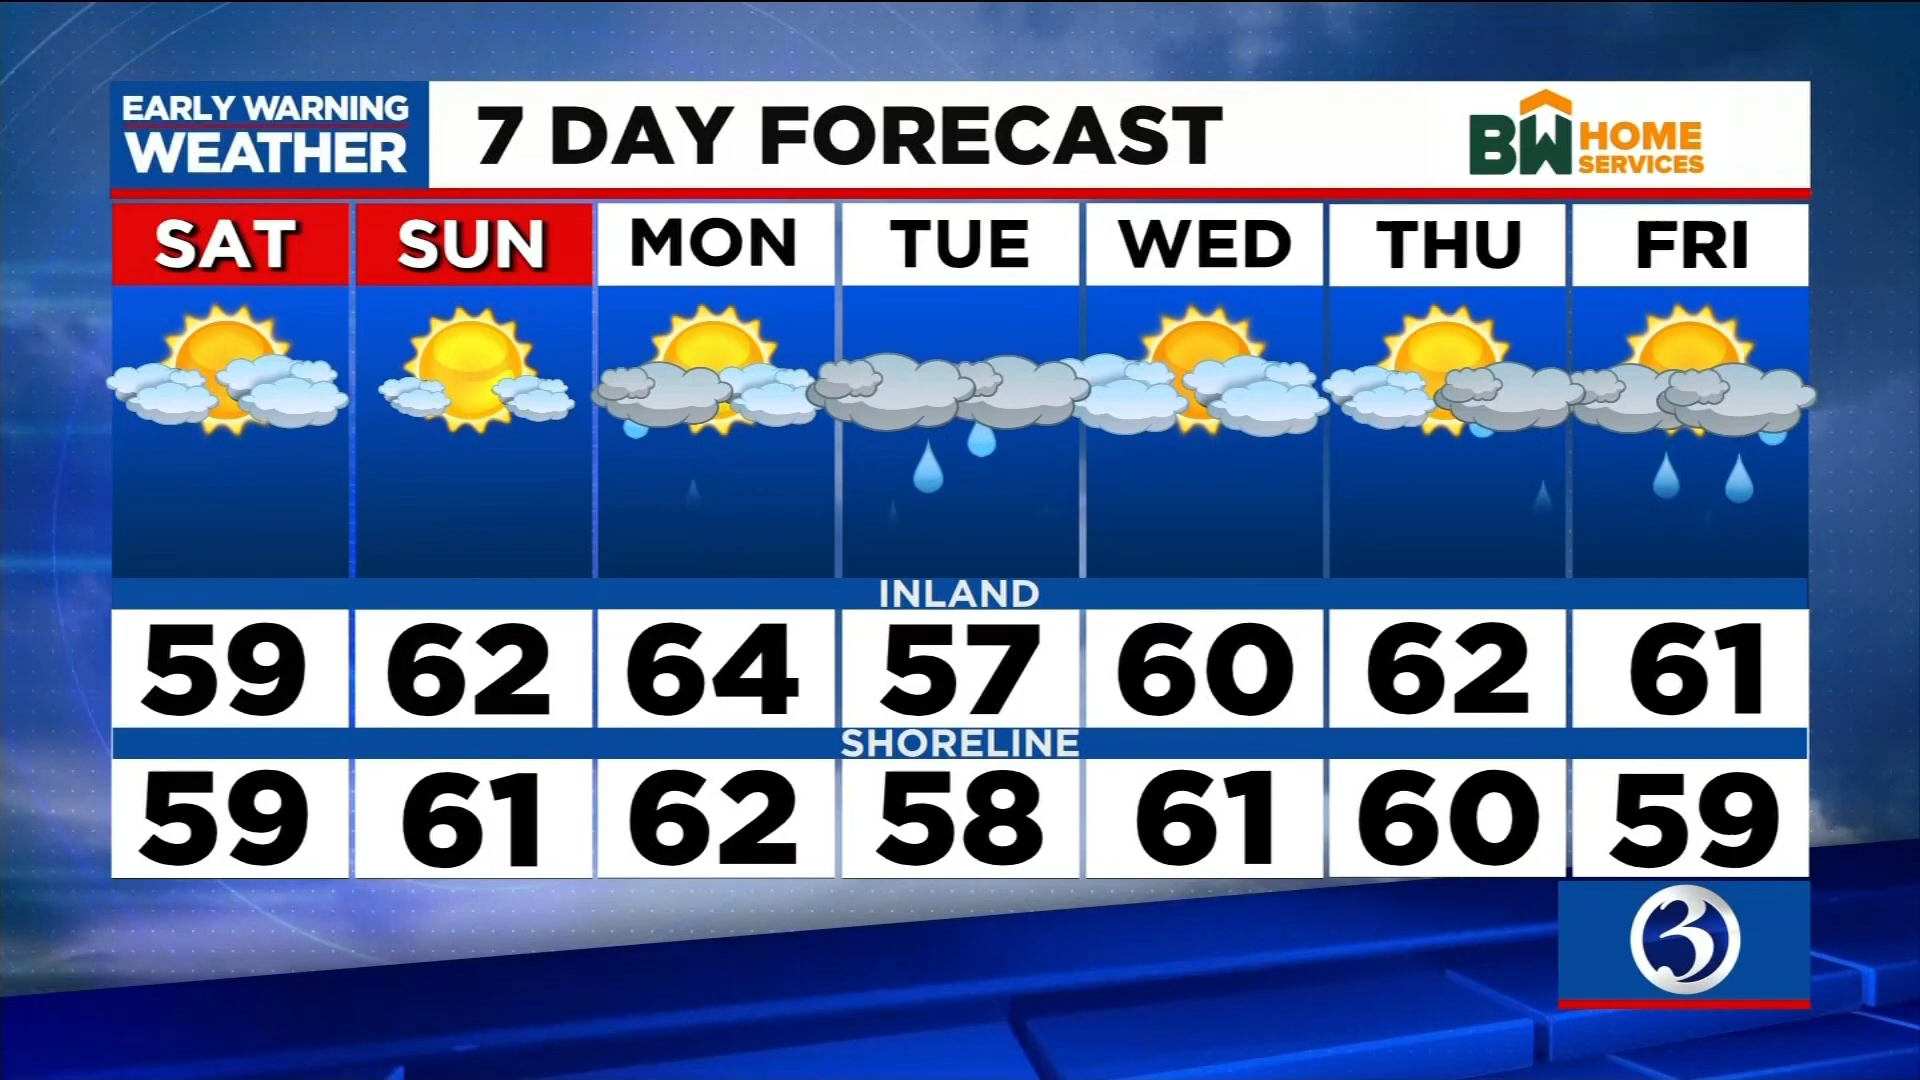 EARLY WARNING
WEATHER
7 DAY FORECAST
BW HOME
SERVICES
SAT SUN MON TUE WED THU FRI
INLAND
59 62 64 57 60 62 61
SHORELINE
59 61 62 58 61 60 59
3